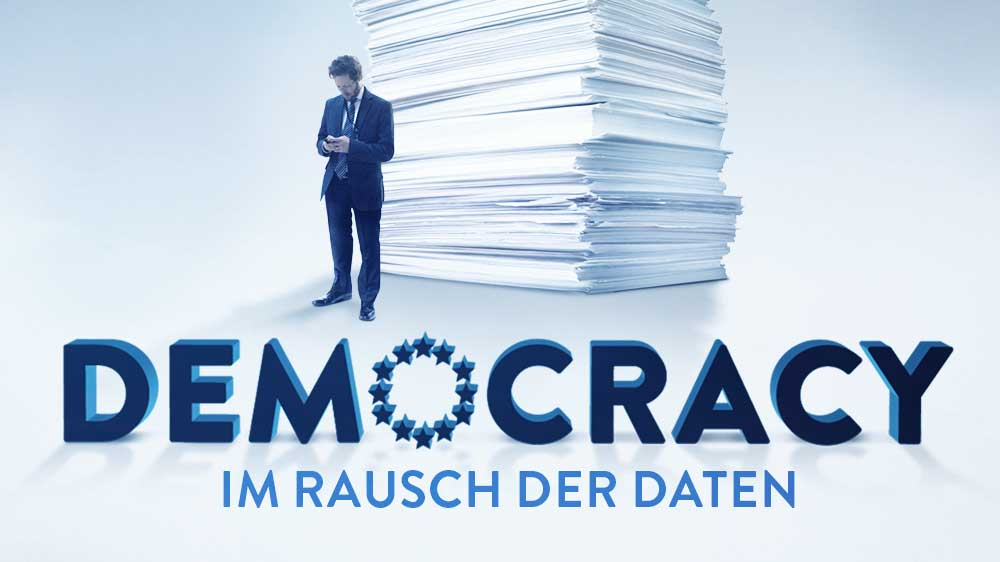 DEMOCRACY
IM RAUSCH DER DATEN